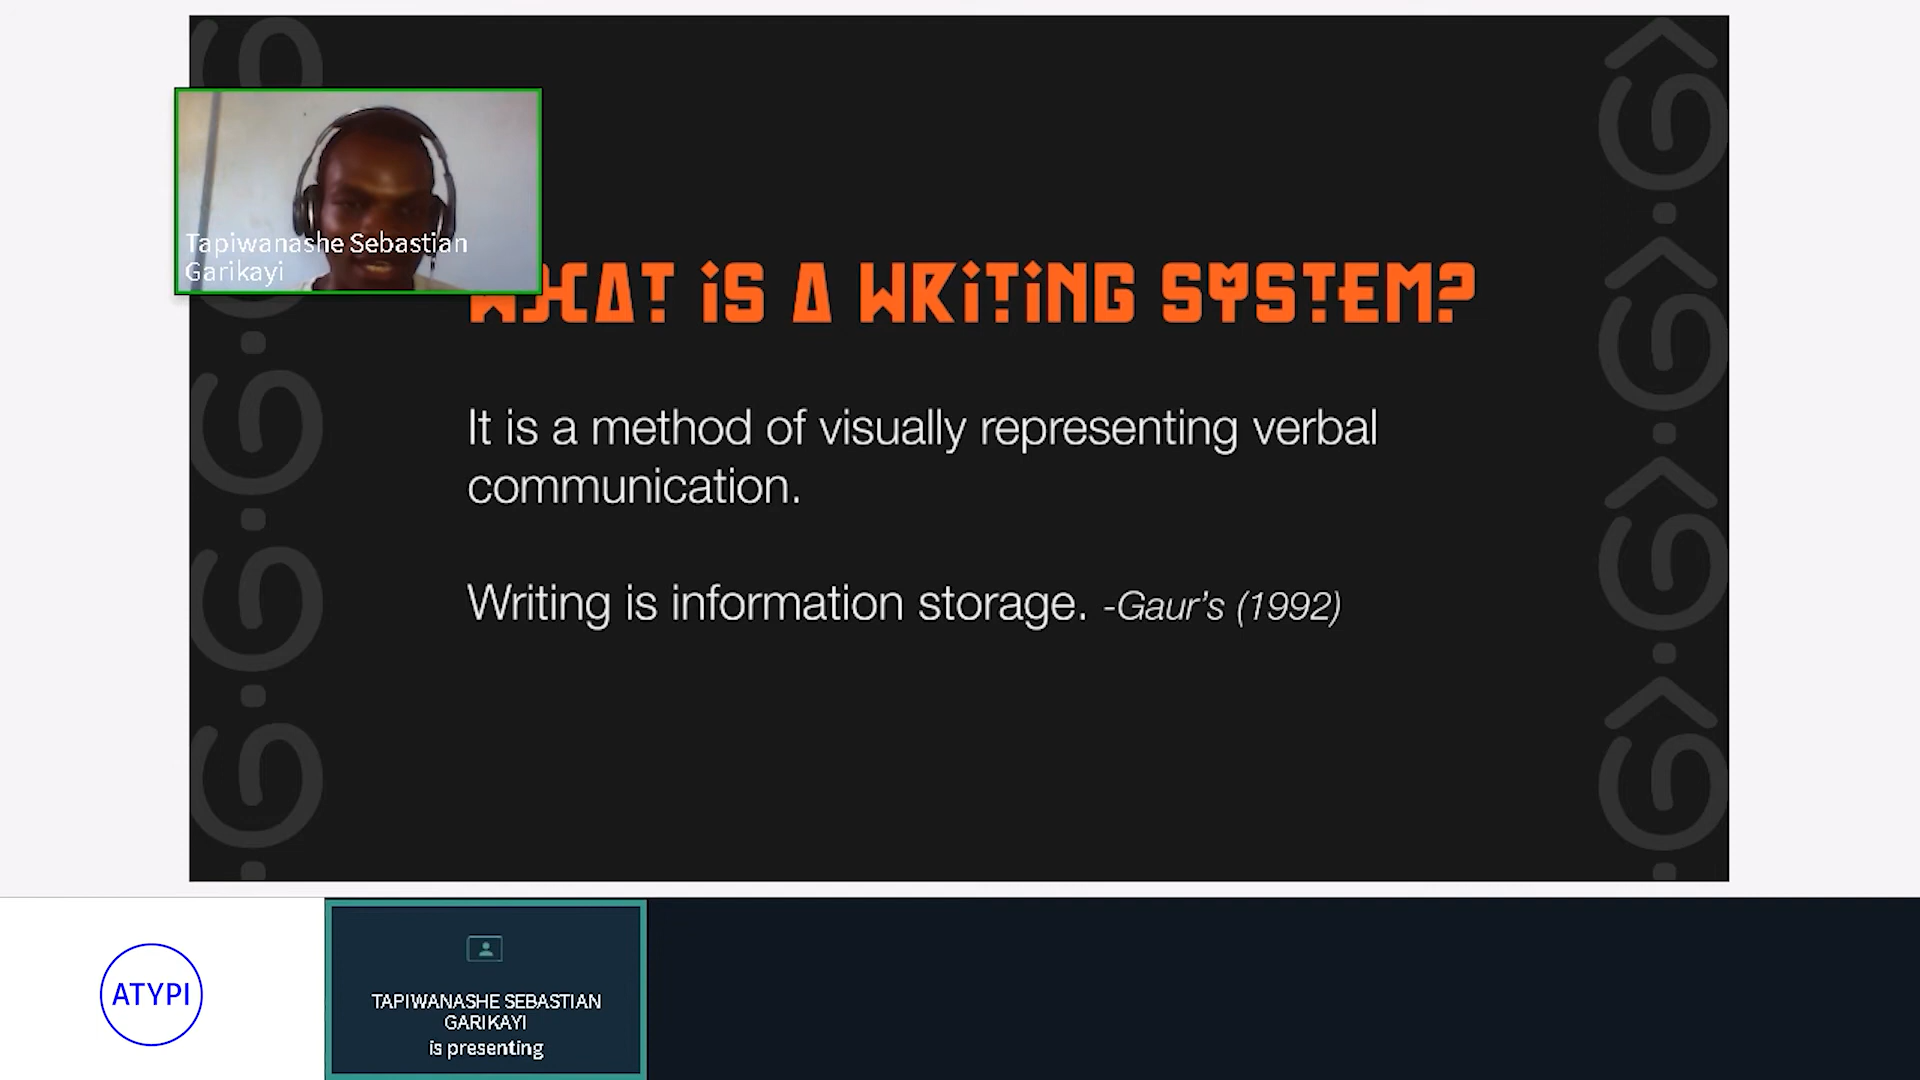 Tapiwanashe Sebastian
Garikayi
WHAT iS A WRiTiNG SYSTEM?
It is a method of visually representing verbal
communication.
Writing is information storage. -Gaur’s (1992)
ATYPI
TAPIWANASHE SEBASTIAN
GARIKAYI
is presenting